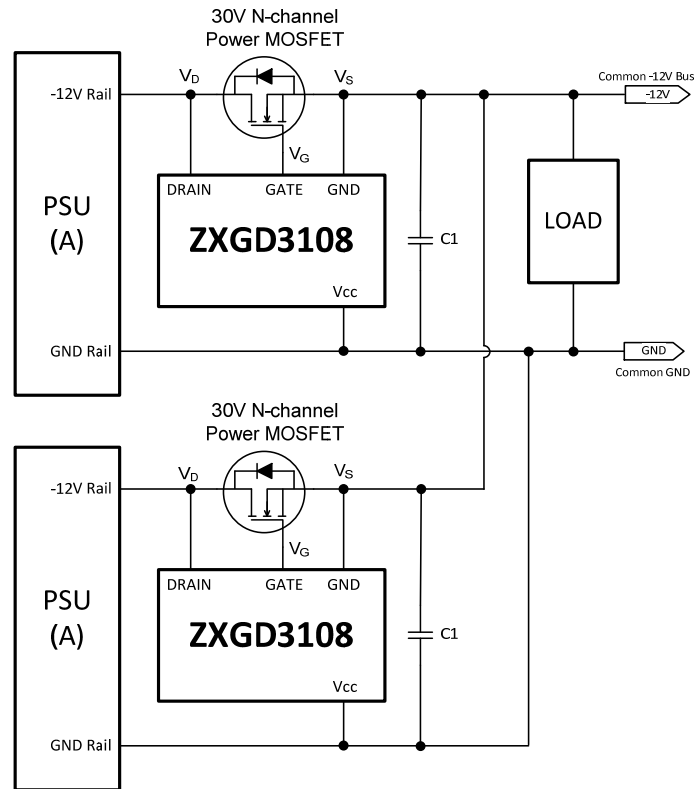 30V N-channel
Power MOSFET
VD
VS
Common -12V Bus
-12V Rail
-12V
VG
DRAIN
GATE
GND
PSU
(A)
ZXGD3108
C1
LOAD
Vcc
GND Rail
GND
Common GND
30V N-channel
Power MOSFET
VD
VS
-12V Rail
VG
DRAIN
GATE
GND
PSU
(A)
ZXGD3108
C1
Vcc
GND Rail